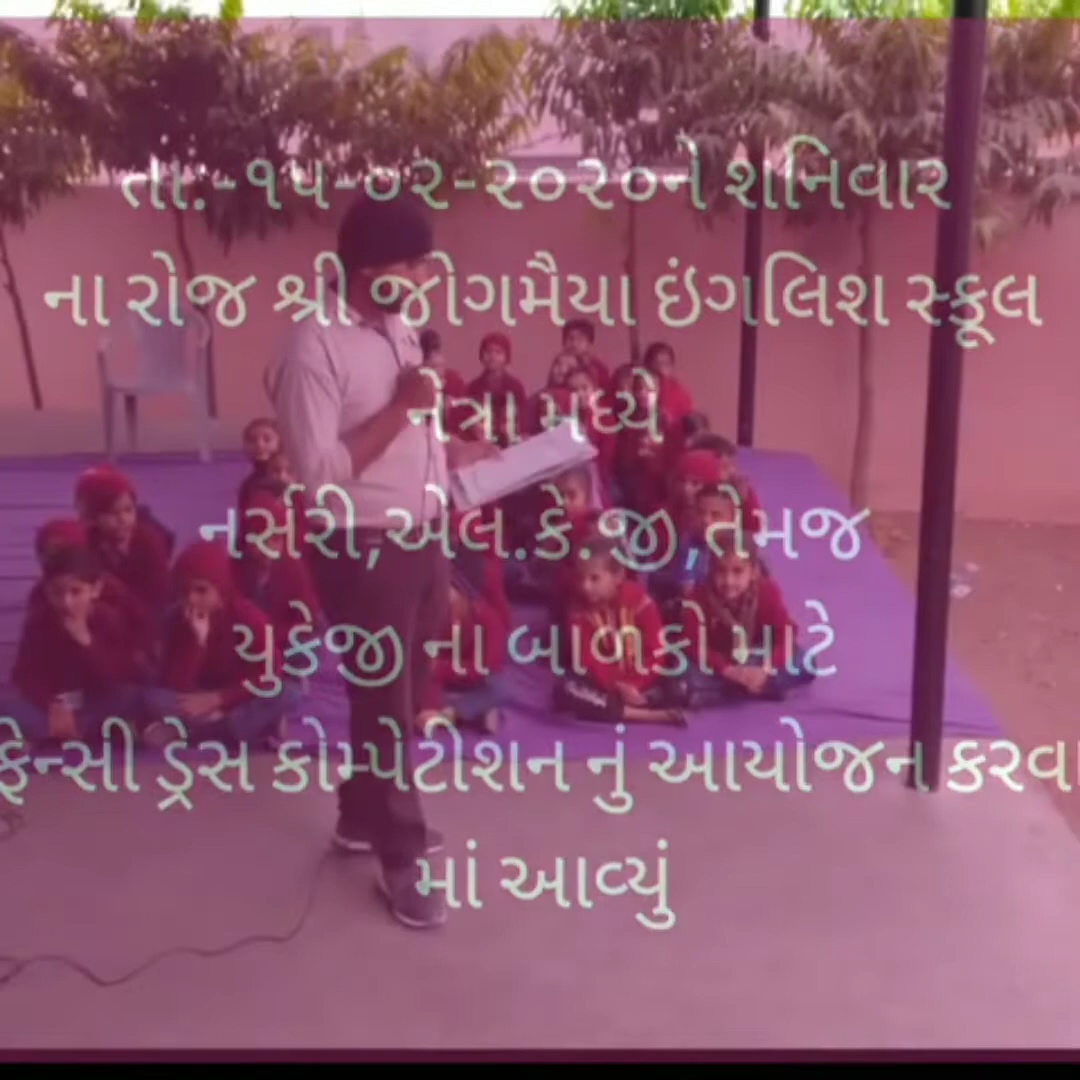 તા.-૧૫-૦૨-૨૦૨૦ને શનિવાર
ના રોજ શ્રી જોગમૈયા ઇંગલિશ સ્કૂલ
નેત્રા મધ્યે
નર્સરી,એલ.કે.જી,તેમજ
યુકેજી ના બાળકો માટે
ફેન્સી ડ્રેસ કોમ્પેટીશન નું આયોજન કરવા
માં આવ્યું